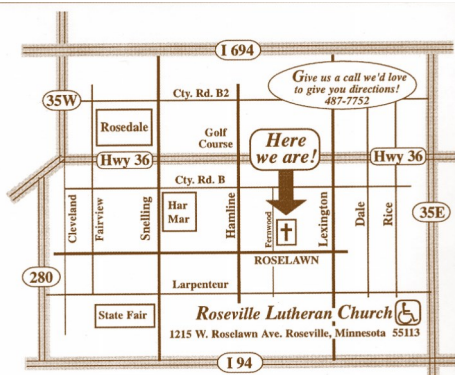 I 694
Give us a call we'd love
to give you directions!
487-7752
35W
Cty. Rd. B2
Rosedale
Golf
Course
Here
we are!
Hwy 36
Hwy 36
Cty. Rd. B
Cleveland
Fairview
Snelling
Har
Mar
Hamline
Fernwood
Lexington
Dale
Rice
35E
ROSELAWN
280
Larpenteur
State Fair
Roseville Lutheran Church
1215 W. Roselawn Ave. Roseville, Minnesota 55113
I 94